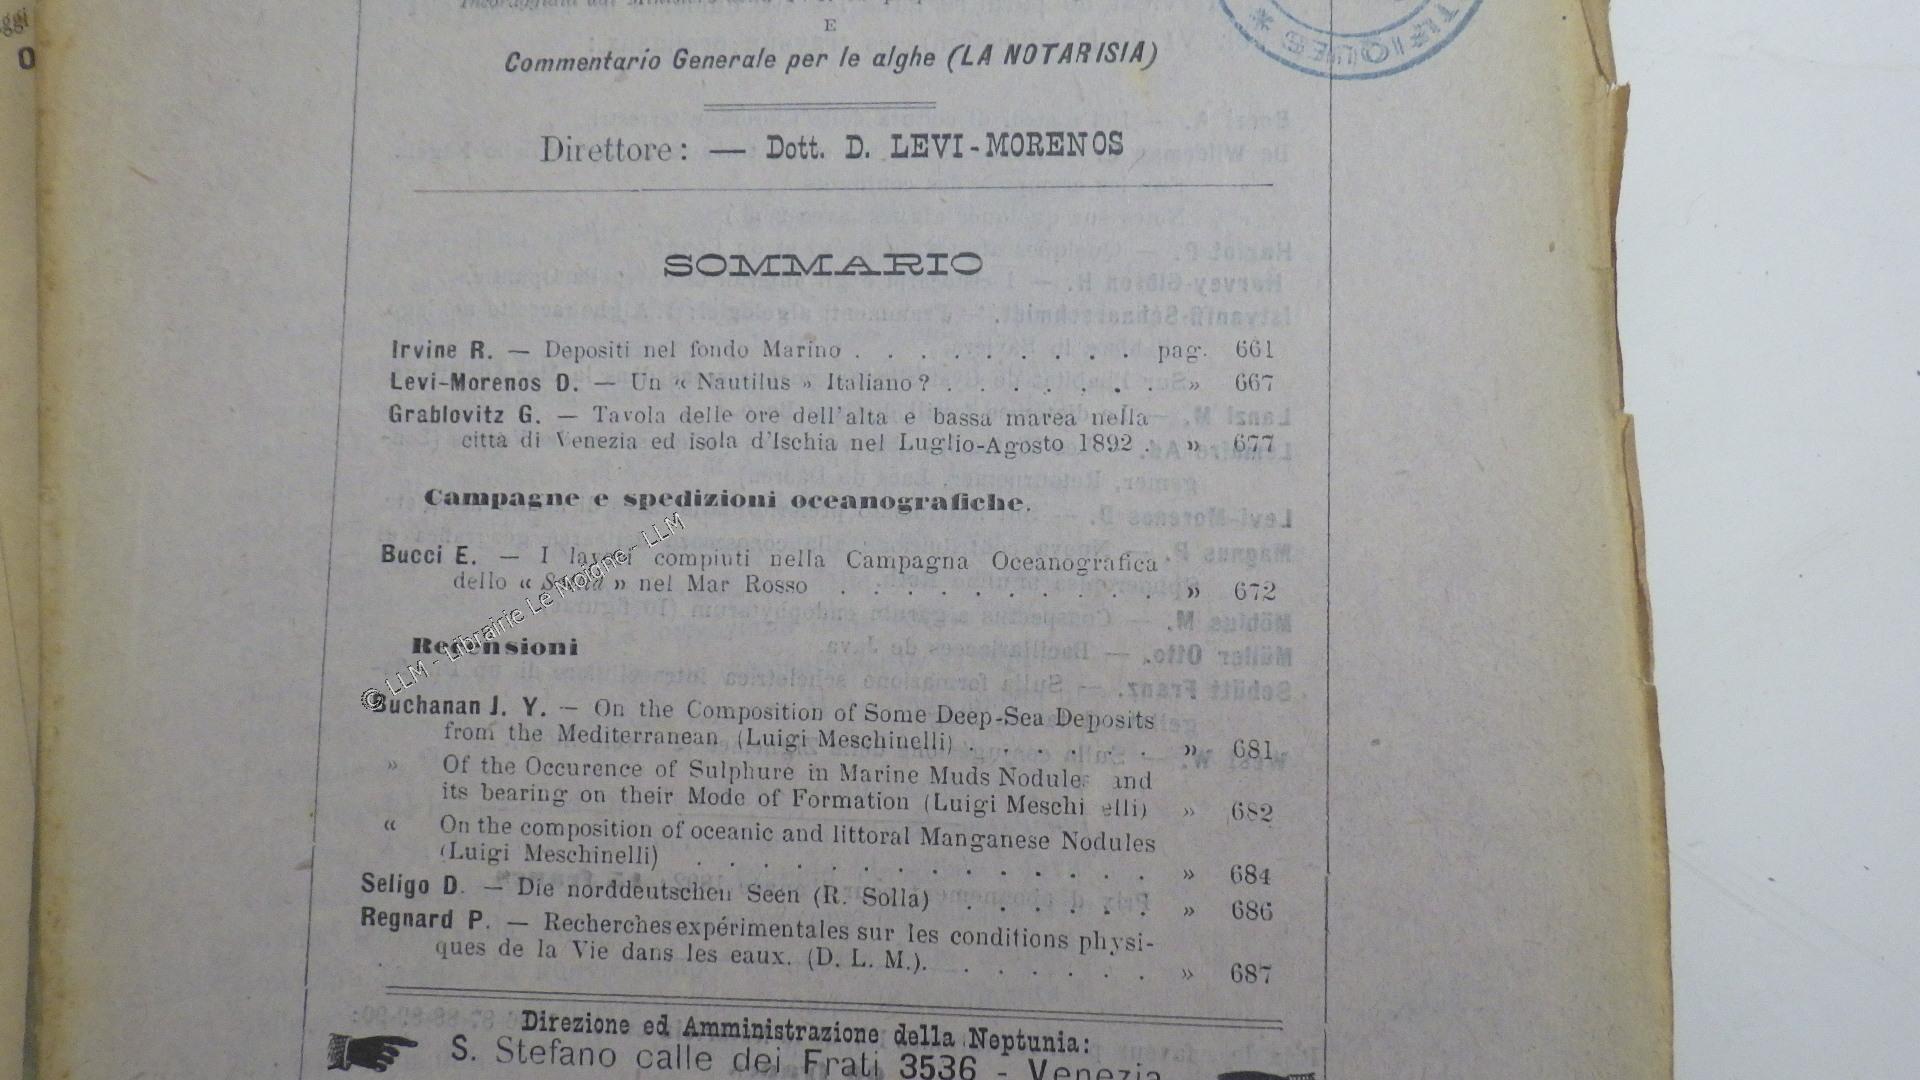 E
Commentario Generale per le alghe (LA NOTARISIA)
Direttore: — Dott. D. LEVI-MORENOS
SOMMARIO
Irvine R. — Depositi nel fondo Marino . . . . . . . . . pag. 661
Levi-Morenos D. — Un « Nautilus » Italiano? . . . . . . . » 667
Grablovitz G. — Tavola delle ore dell'alta e bassa marea nella
città di Venezia ed isola d'Ischia nel Luglio-Agosto 1892 . » 677
Campagne e spedizioni oceanografiche.
Bucci E. — I lavori compiuti nella Campagna Oceanografica
dello « » nel Mar Rosso . . . . . . . . . . » 672
Recensioni
Buchanan J. Y. — On the Composition of Some Deep-Sea Deposits
from the Mediterranean (Luigi Meschinelli) . . . . . . » 681
» Of the Occurence of Sulphure in Marine Muds Nodules and
its bearing on their Mode of Formation (Luigi Meschi elli) » 682
« On the composition of oceanic and littoral Manganese Nodules
(Luigi Meschinelli) . . . . . . . . . . . . » 684
Seligo D. — Die norddeutschen Seen (R. Solla) . . . . . . » 686
Regnard P. — Recherches expérimentales sur les conditions physi-
ques de la Vie dans les eaux. (D. L. M.). . . . . . . » 687
Direzione ed Amministrazione della Neptunia:
S. Stefano calle dei Frati 3536 - Venezia
© LLM - Librairie Le Moigne - LLM